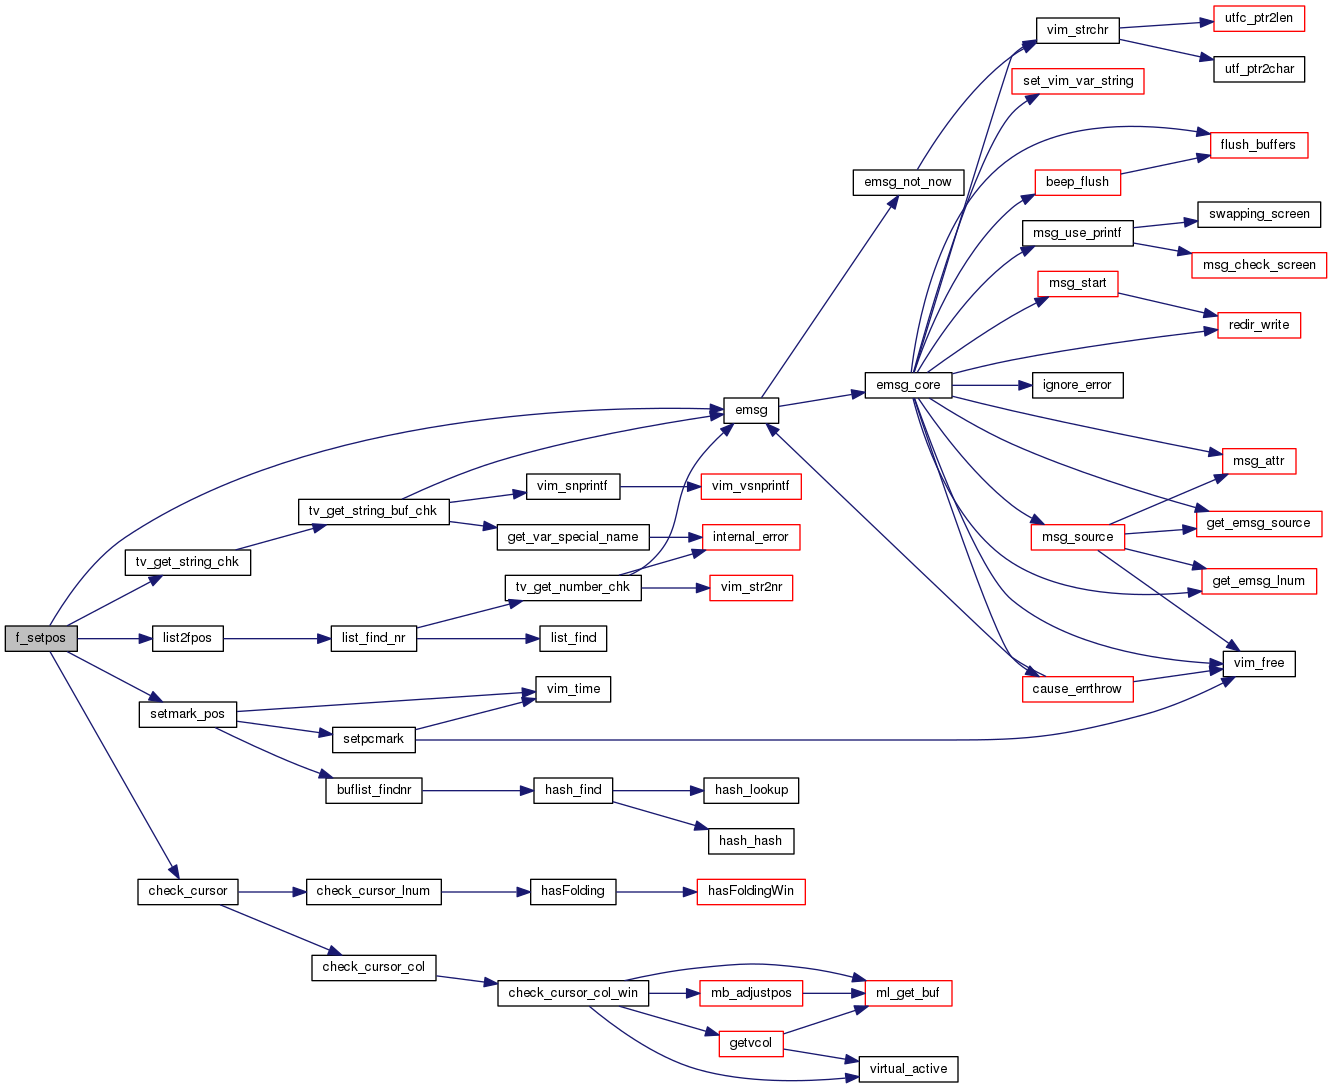 vim_strchr
utfc_ptr2len
utf_ptr2char
set_vim_var_string
flush_buffers
emsg_not_now
beep_flush
msg_use_printf
swapping_screen
msg_check_screen
msg_start
redir_write
emsg_core
ignore_error
emsg
msg_attr
tv_get_string_buf_chk
vim_snprintf
vim_vsnprintf
get_var_special_name
internal_error
msg_source
get_emsg_source
tv_get_string_chk
tv_get_number_chk
vim_str2nr
get_emsg_lnum
f_setpos
list2fpos
list_find_nr
list_find
vim_free
setmark_pos
vim_time
cause_errthrow
setpcmark
buflist_findnr
hash_find
hash_lookup
hash_hash
check_cursor
check_cursor_lnum
hasFolding
hasFoldingWin
check_cursor_col
check_cursor_col_win
mb_adjustpos
ml_get_buf
getvcol
virtual_active